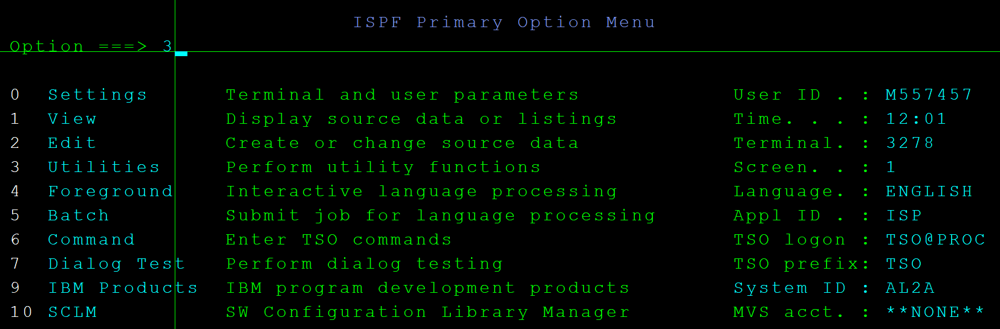 ISPF Primary Option Menu
Option ===> 3
0 Settings Terminal and user parameters User ID . : M557457
1 View Display source data or listings Time. . . : 12:01
2 Edit Create or change source data Terminal. : 3278
3 Utilities Perform utility functions Screen. . : 1
4 Foreground Interactive language processing Language. : ENGLISH
5 Batch Submit job for language processing Appl ID . : ISP
6 Command Enter TSO commands TSO logon : TSO@PROC
7 Dialog Test Perform dialog testing TSO prefix: TSO
9 IBM Products IBM program development products System ID : AL2A
10 SCLM SW Configuration Library Manager MVS acct. : **NONE**